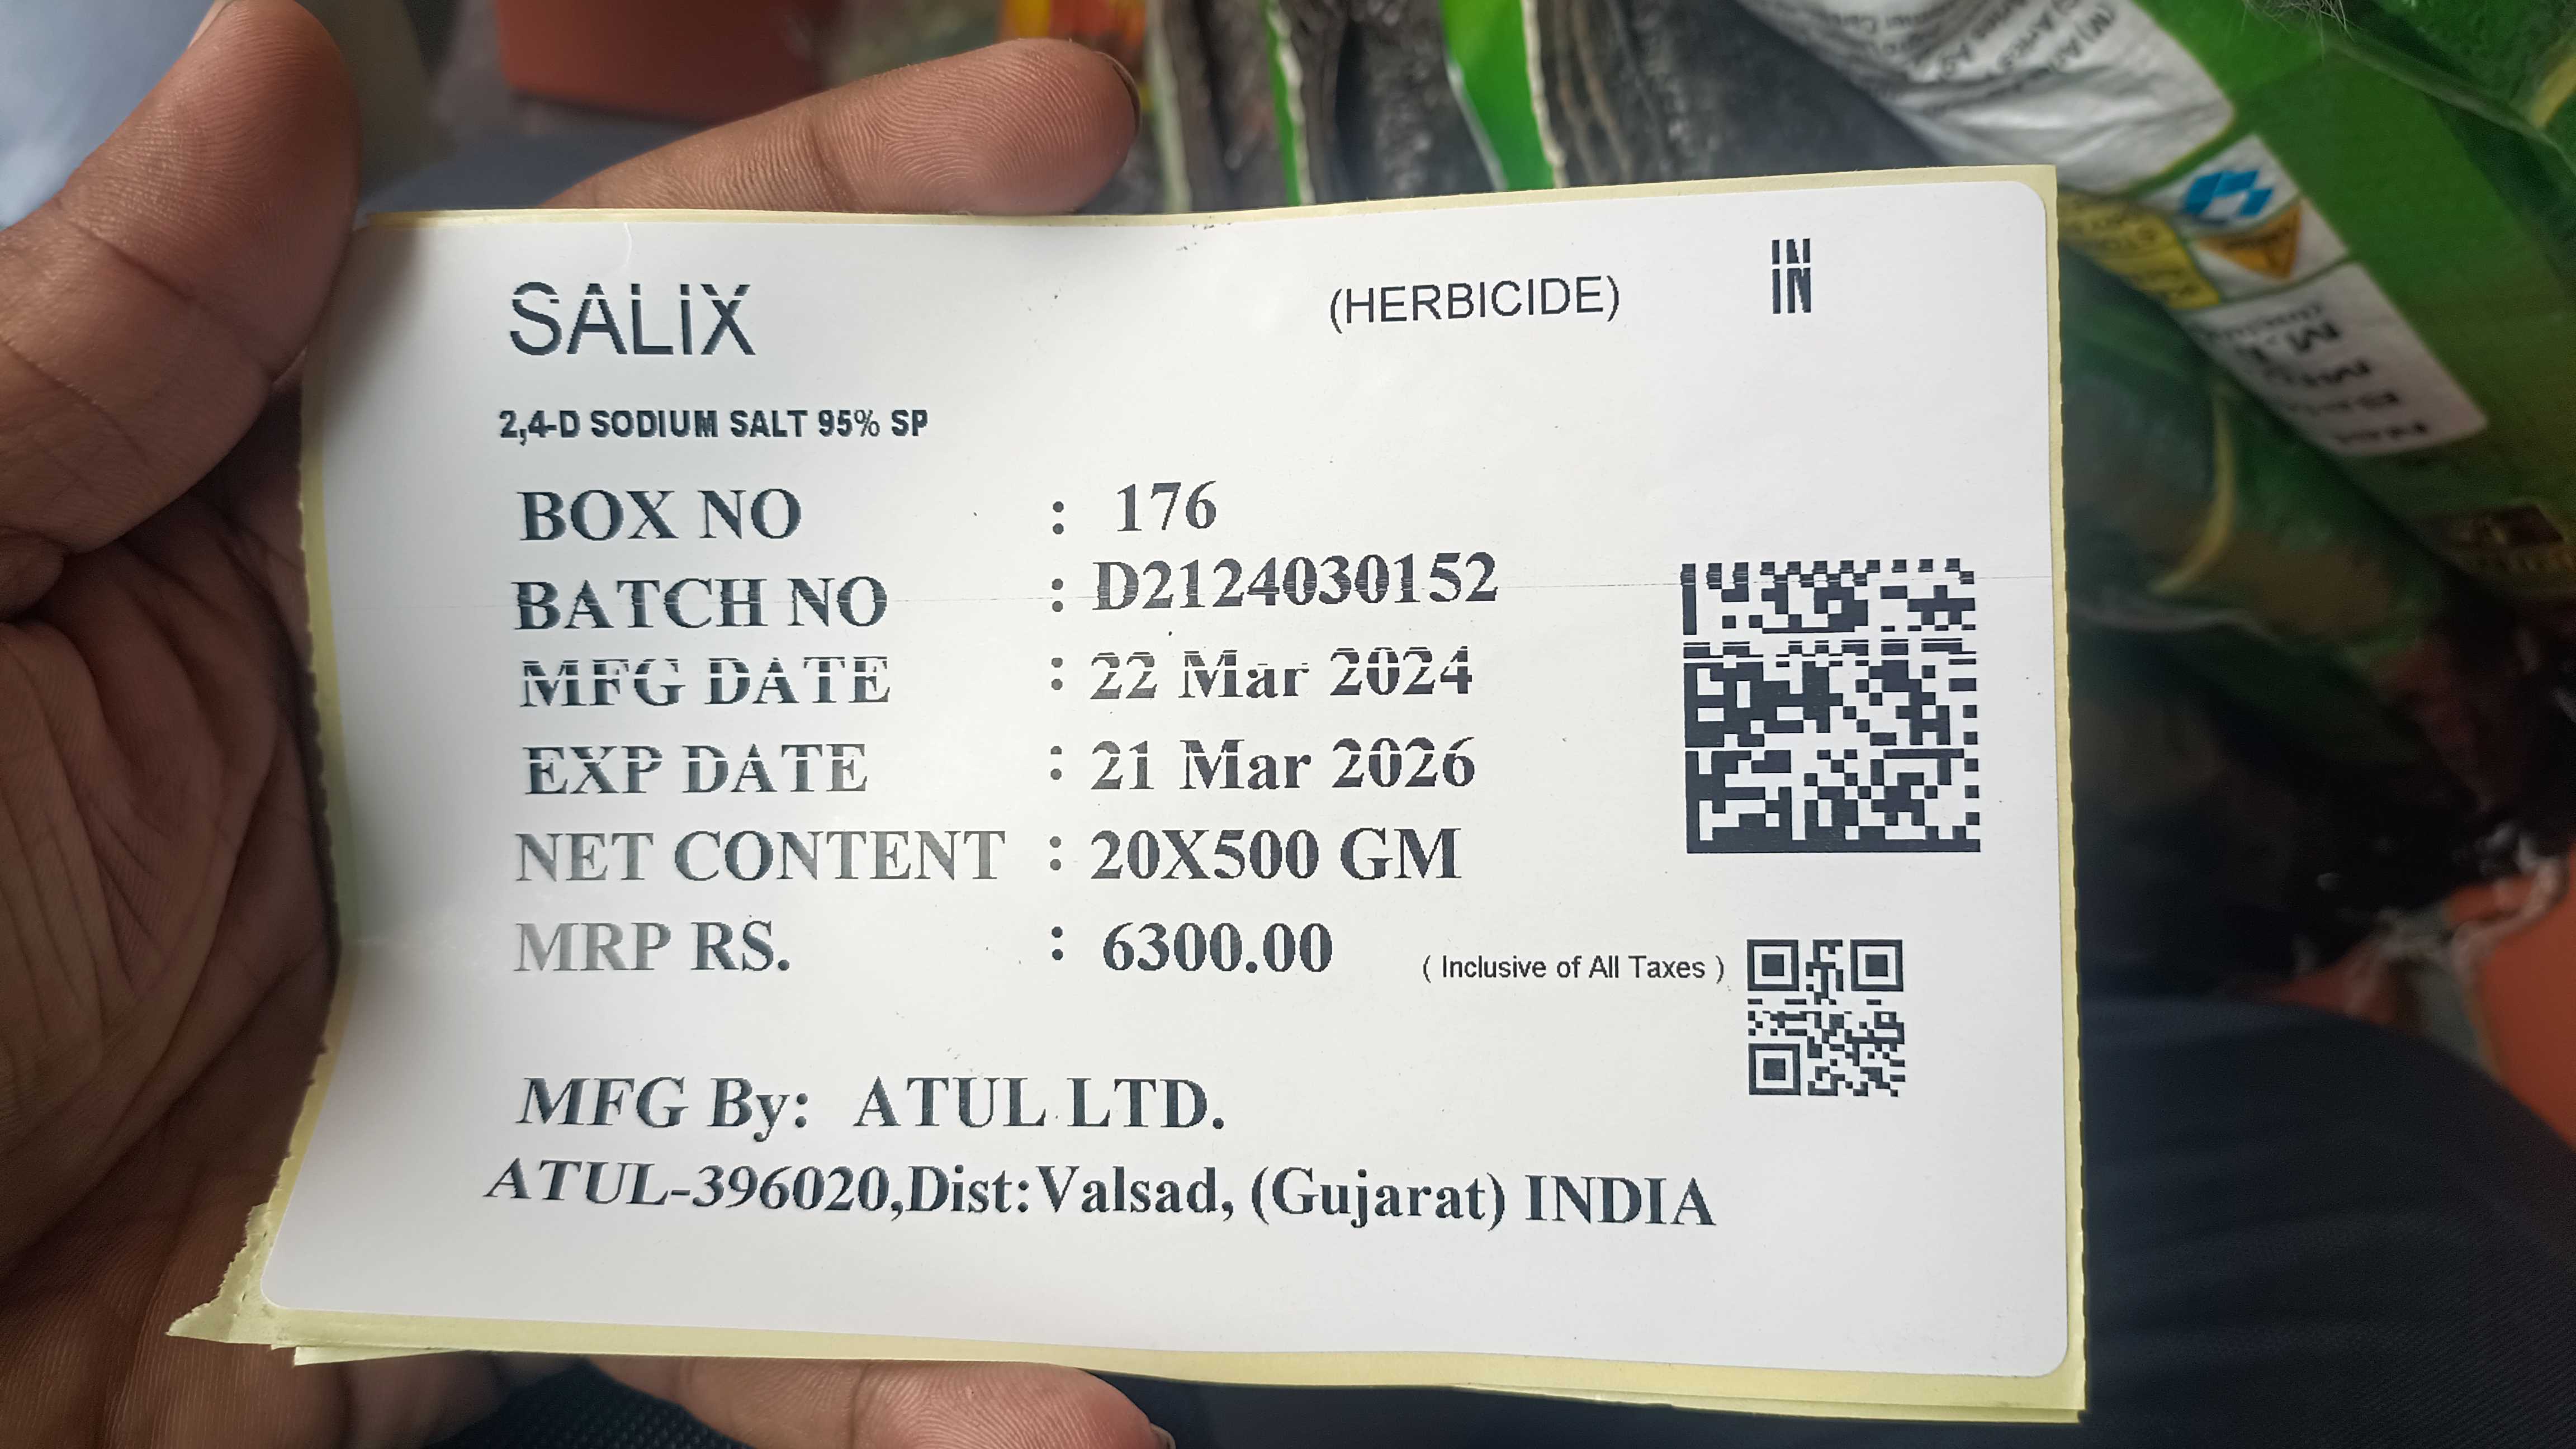 SALiX (HERBICIDE) IN
IN
2,4-D SODIUM SALT 95% SP
BOX NO : 176
BATCH NO : D2124030152
MFG DATE : 22 Mar 2024
EXP DATE : 21 Mar 2026
NET CONTENT : 20X500 GM
MRP RS. : 6300.00 ( Inclusive of All Taxes )
MFG By: ATUL LTD.
ATUL-396020,Dist:Valsad, (Gujarat) INDIA